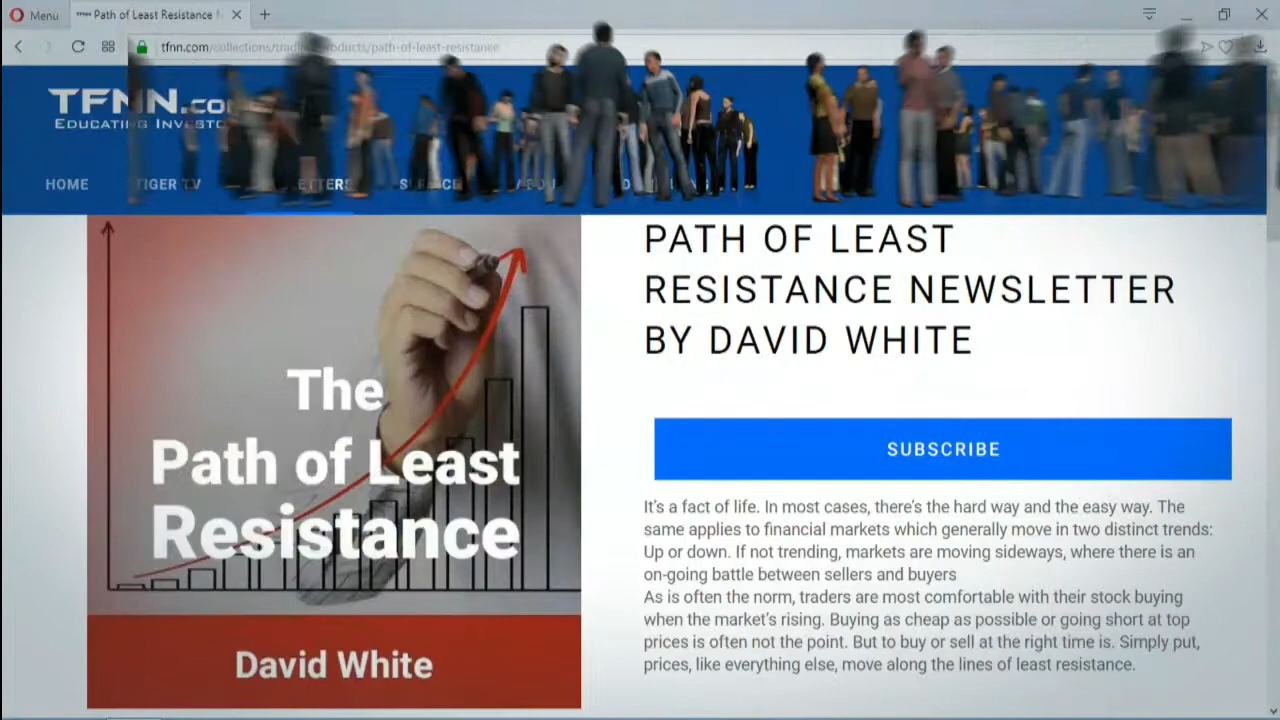 Menu
Path of Least Resistance
tfnn.com/collections/trading-products/path-of-least-resistance
TFNN.co
EDUCATING INVESTO
HOME
TIGER TV
PATH OF LEAST
RESISTANCE NEWSLETTER
BY DAVID WHITE
The
Path of Least
Resistance
David White
SUBSCRIBE
It's a fact of life. In most cases, there's the hard way and the easy way. The
same applies to financial markets which generally move in two distinct trends:
Up or down. If not trending, markets are moving sideways, where there is an
on-going battle between sellers and buyers
As is often the norm, traders are most comfortable with their stock buying
when the market's rising. Buying as cheap as possible or going short at top
prices is often not the point. But to buy or sell at the right time is. Simply put,
prices, like everything else, move along the lines of least resistance.